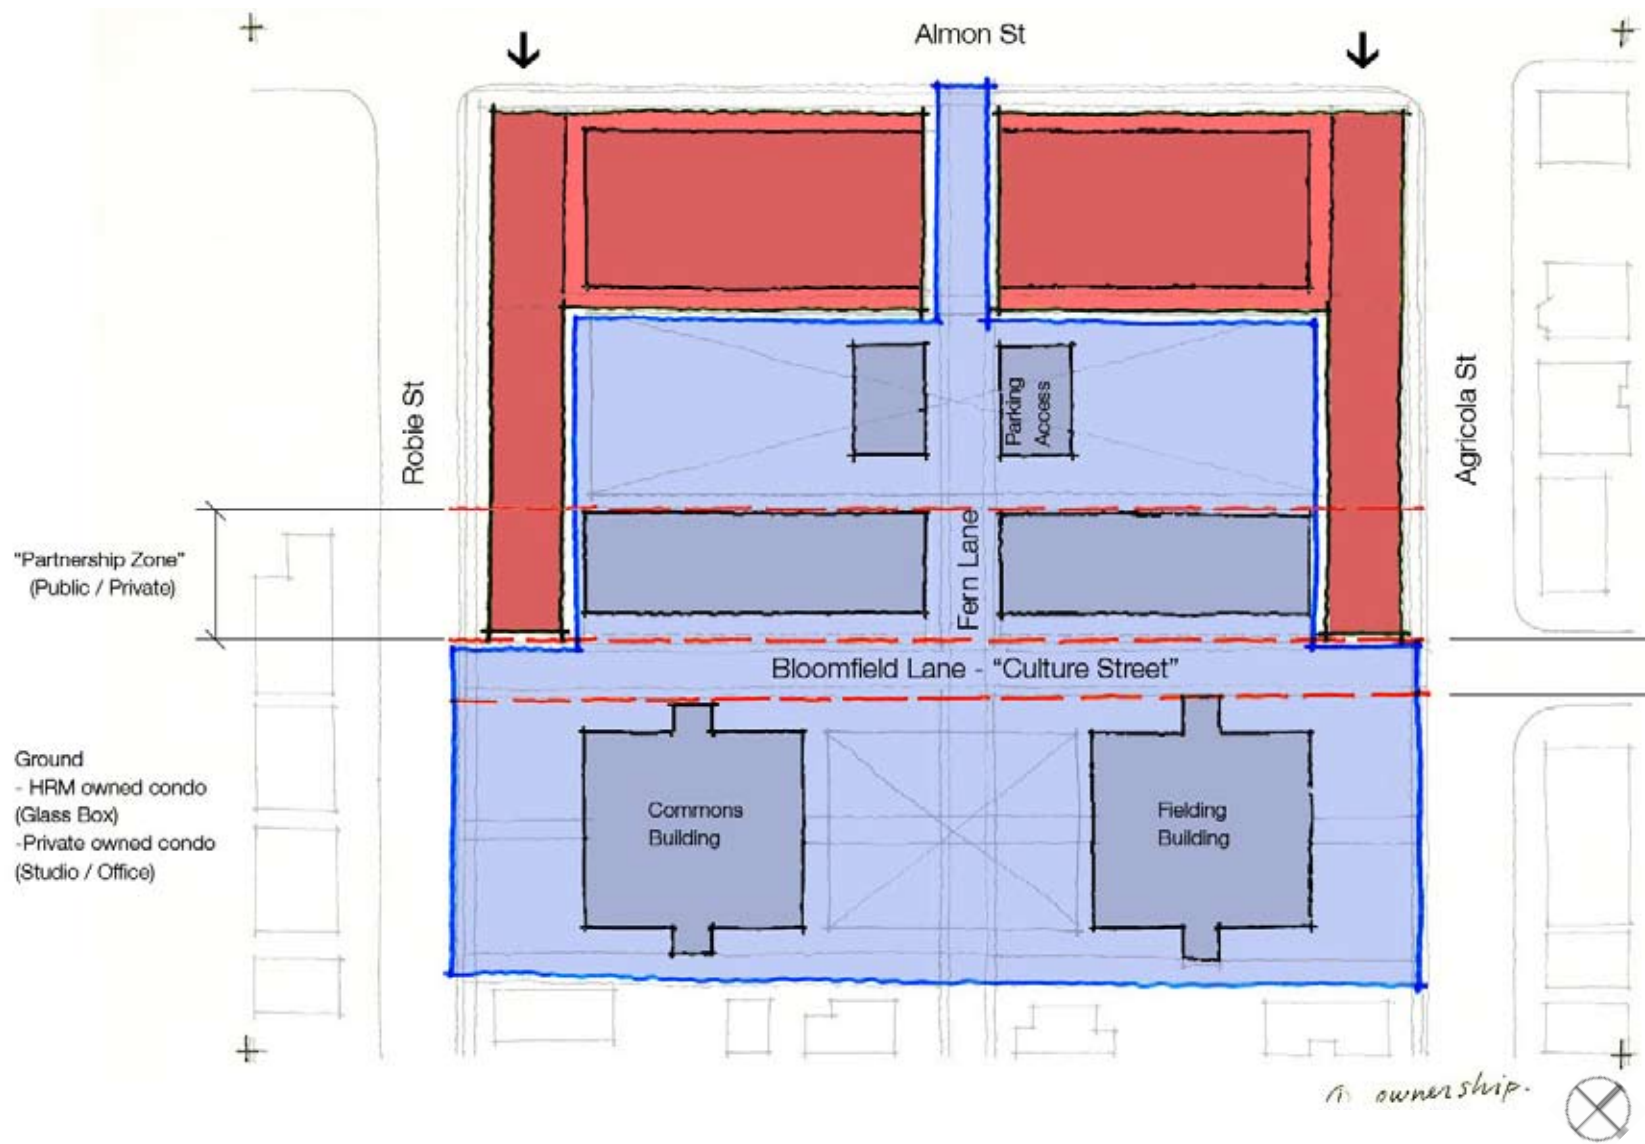 Almon St
Robie St
Agricola St
Parking
Access
Fern Lane
"Partnership Zone"
(Public / Private)
Bloomfield Lane - "Culture Street"
Ground
- HRM owned condo
(Glass Box)
-Private owned condo
(Studio / Office)
Commons
Building
Fielding
Building
ownership.